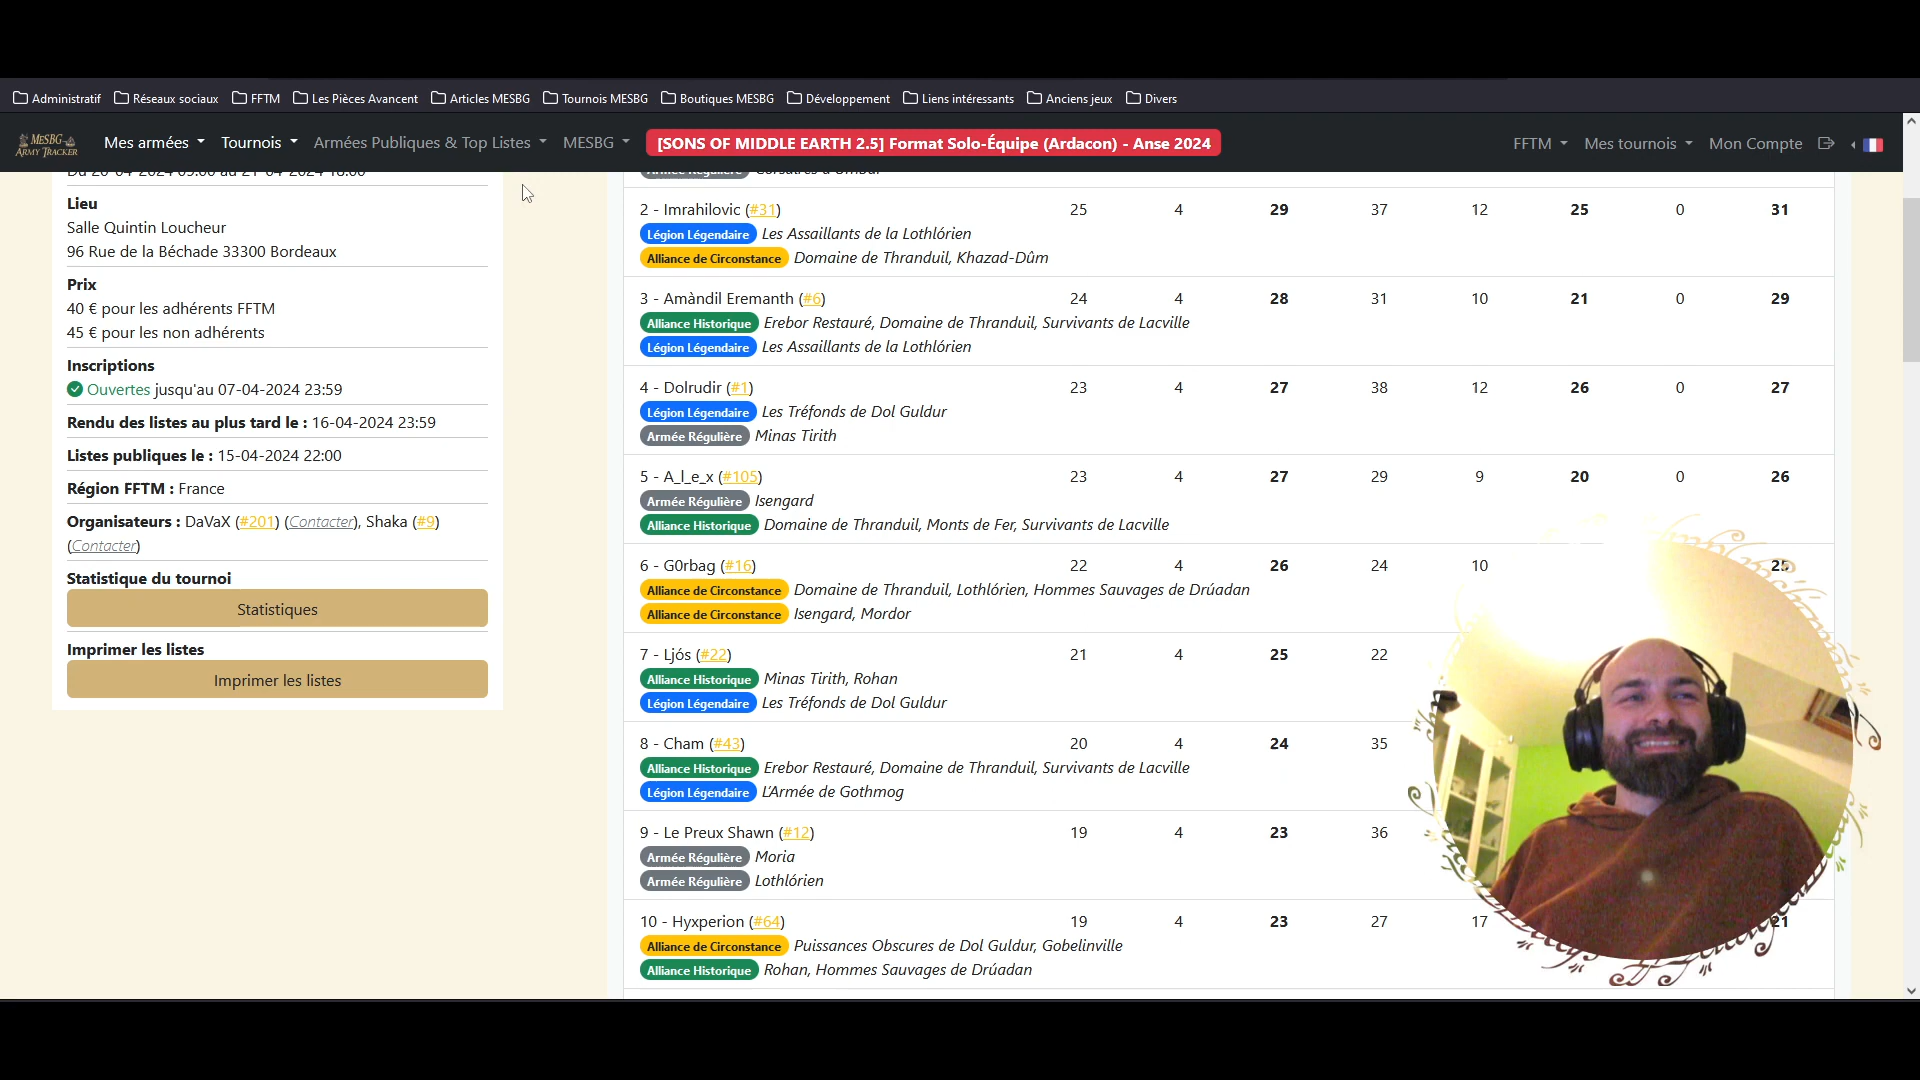 Administratif Réseaux sociaux FFTM Les Pièces Avancent Articles MESBG Tournois MESBG Boutiques MESBG Développement Liens intéressants Anciens jeux Divers
MESBG ARMY TRACKER Mes armées Tournois Armées Publiques & Top Listes MESBG [SONS OF MIDDLE EARTH 2.5] Format Solo-Équipe (Ardacon) - Anse 2024 FFTM Mes tournois Mon Compte
Lieu
Salle Quintin Loucheur
96 Rue de la Béchade 33300 Bordeaux
Prix
40 € pour les adhérents FFTM
45 € pour les non adhérents
Inscriptions
Ouvertes jusqu'au 07-04-2024 23:59
Rendu des listes au plus tard le : 16-04-2024 23:59
Listes publiques le : 15-04-2024 22:00
Région FFTM : France
Organisateurs : DaVaX (#201) (Contacter), Shaka (#9)
(Contacter)
Statistique du tournoi
Statistiques
Imprimer les listes
Imprimer les listes
2 - Imrahilovic (#31) 25 4 29 37 12 25 0 31
Légion Légendaire Les Assaillants de la Lothlórien
Alliance de Circonstance Domaine de Thranduil, Khazad-Dûm
3 - Amàndil Eremanth (#6) 24 4 28 31 10 21 0 29
Alliance Historique Erebor Restauré, Domaine de Thranduil, Survivants de Lacville
Légion Légendaire Les Assaillants de la Lothlórien
4 - Dolrudir (#1) 23 4 27 38 12 26 0 27
Légion Légendaire Les Tréfonds de Dol Guldur
Armée Régulière Minas Tirith
5 - A_l_e_x (#105) 23 4 27 29 9 20 0 26
Armée Régulière Isengard
Alliance Historique Domaine de Thranduil, Monts de Fer, Survivants de Lacville
6 - G0rbag (#16) 22 4 26 24 10 25
Alliance de Circonstance Domaine de Thranduil, Lothlórien, Hommes Sauvages de Drúadan
Alliance de Circonstance Isengard, Mordor
7 - Ljós (#22) 21 4 25 22
Alliance Historique Minas Tirith, Rohan
Légion Légendaire Les Tréfonds de Dol Guldur
8 - Cham (#43) 20 4 24 35
Alliance Historique Erebor Restauré, Domaine de Thranduil, Survivants de Lacville
Légion Légendaire L'Armée de Gothmog
9 - Le Preux Shawn (#12) 19 4 23 36
Armée Régulière Moria
Armée Régulière Lothlórien
10 - Hyxperion (#64) 19 4 23 27 17 21
Alliance de Circonstance Puissances Obscures de Dol Guldur, Gobelinville
Alliance Historique Rohan, Hommes Sauvages de Drúadan